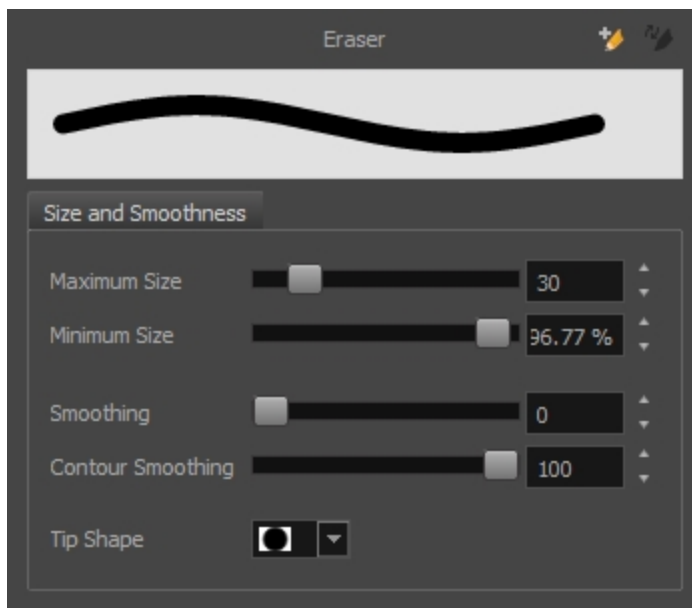 Eraser
Size and Smoothness
Maximum Size 30
Minimum Size 96.77 %
Smoothing 0
Contour Smoothing 100
Tip Shape